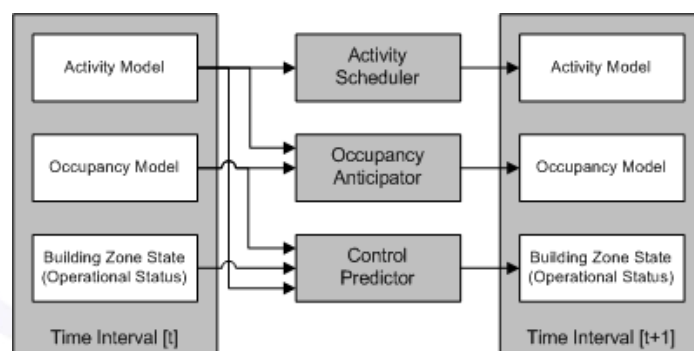 Activity Model
Occupancy Model
Building Zone State
(Operational Status)
Time Interval [t]
Activity
Scheduler
Occupancy
Anticipator
Control
Predictor
Activity Model
Occupancy Model
Building Zone State
(Operational Status)
Time Interval [t+1]